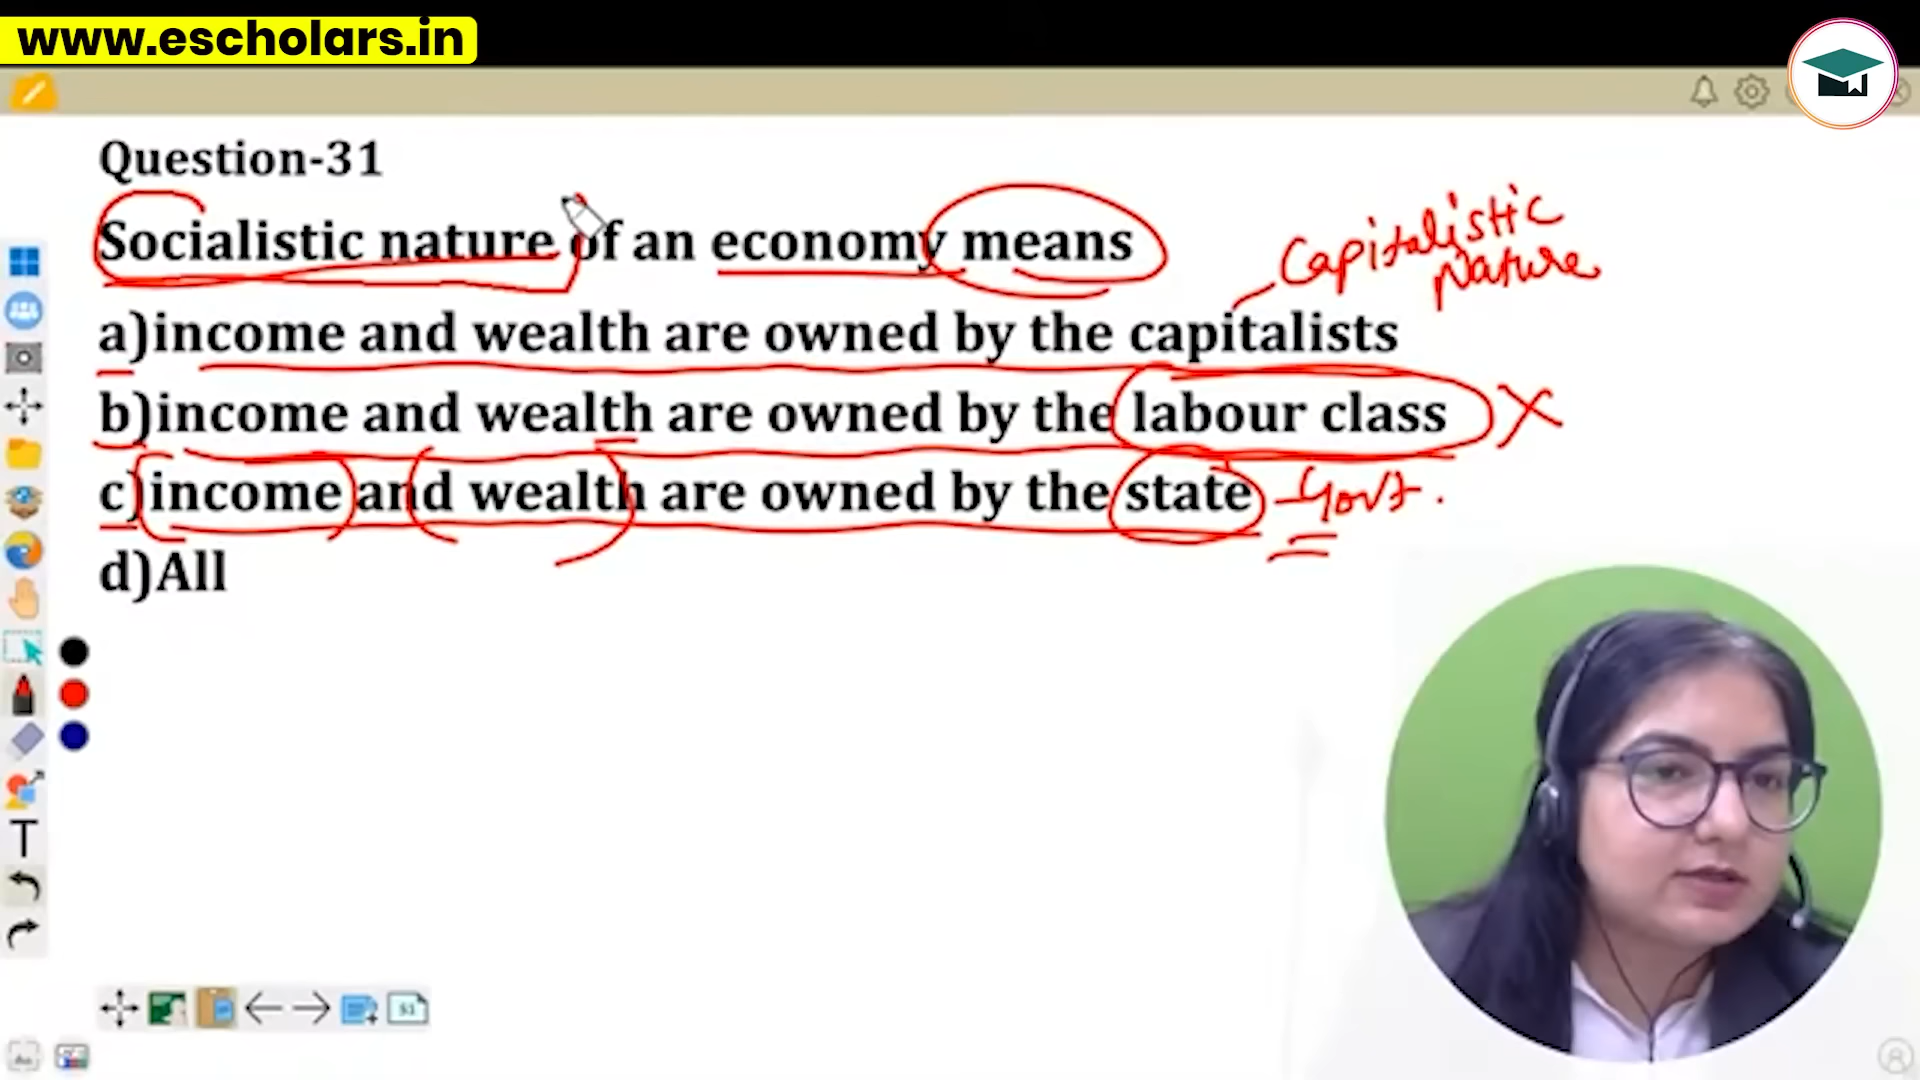 www.escholars.in
Question-31
Socialistic nature of an economy means
Capitalistic
Nature
a)income and wealth are owned by the capitalists
b)income and wealth are owned by the labour class X
c)income and wealth are owned by the state - Govt.
d)All
T
51